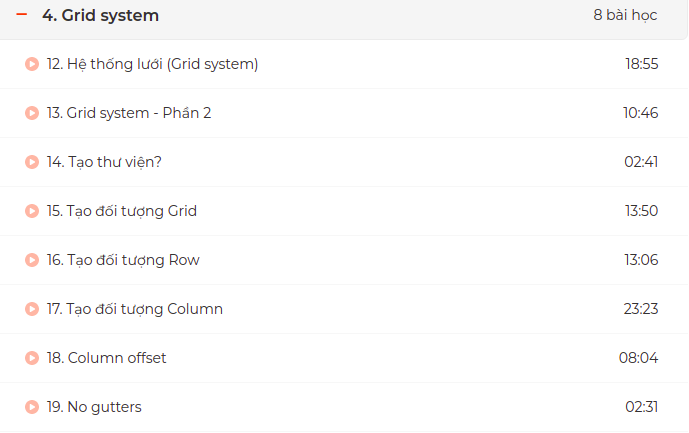 4. Grid system 8 bài học
12. Hệ thống lưới (Grid system) 18:55
13. Grid system - Phần 2 10:46
14. Tạo thư viện? 02:41
15. Tạo đối tượng Grid 13:50
16. Tạo đối tượng Row 13:06
17. Tạo đối tượng Column 23:23
18. Column offset 08:04
19. No gutters 02:31